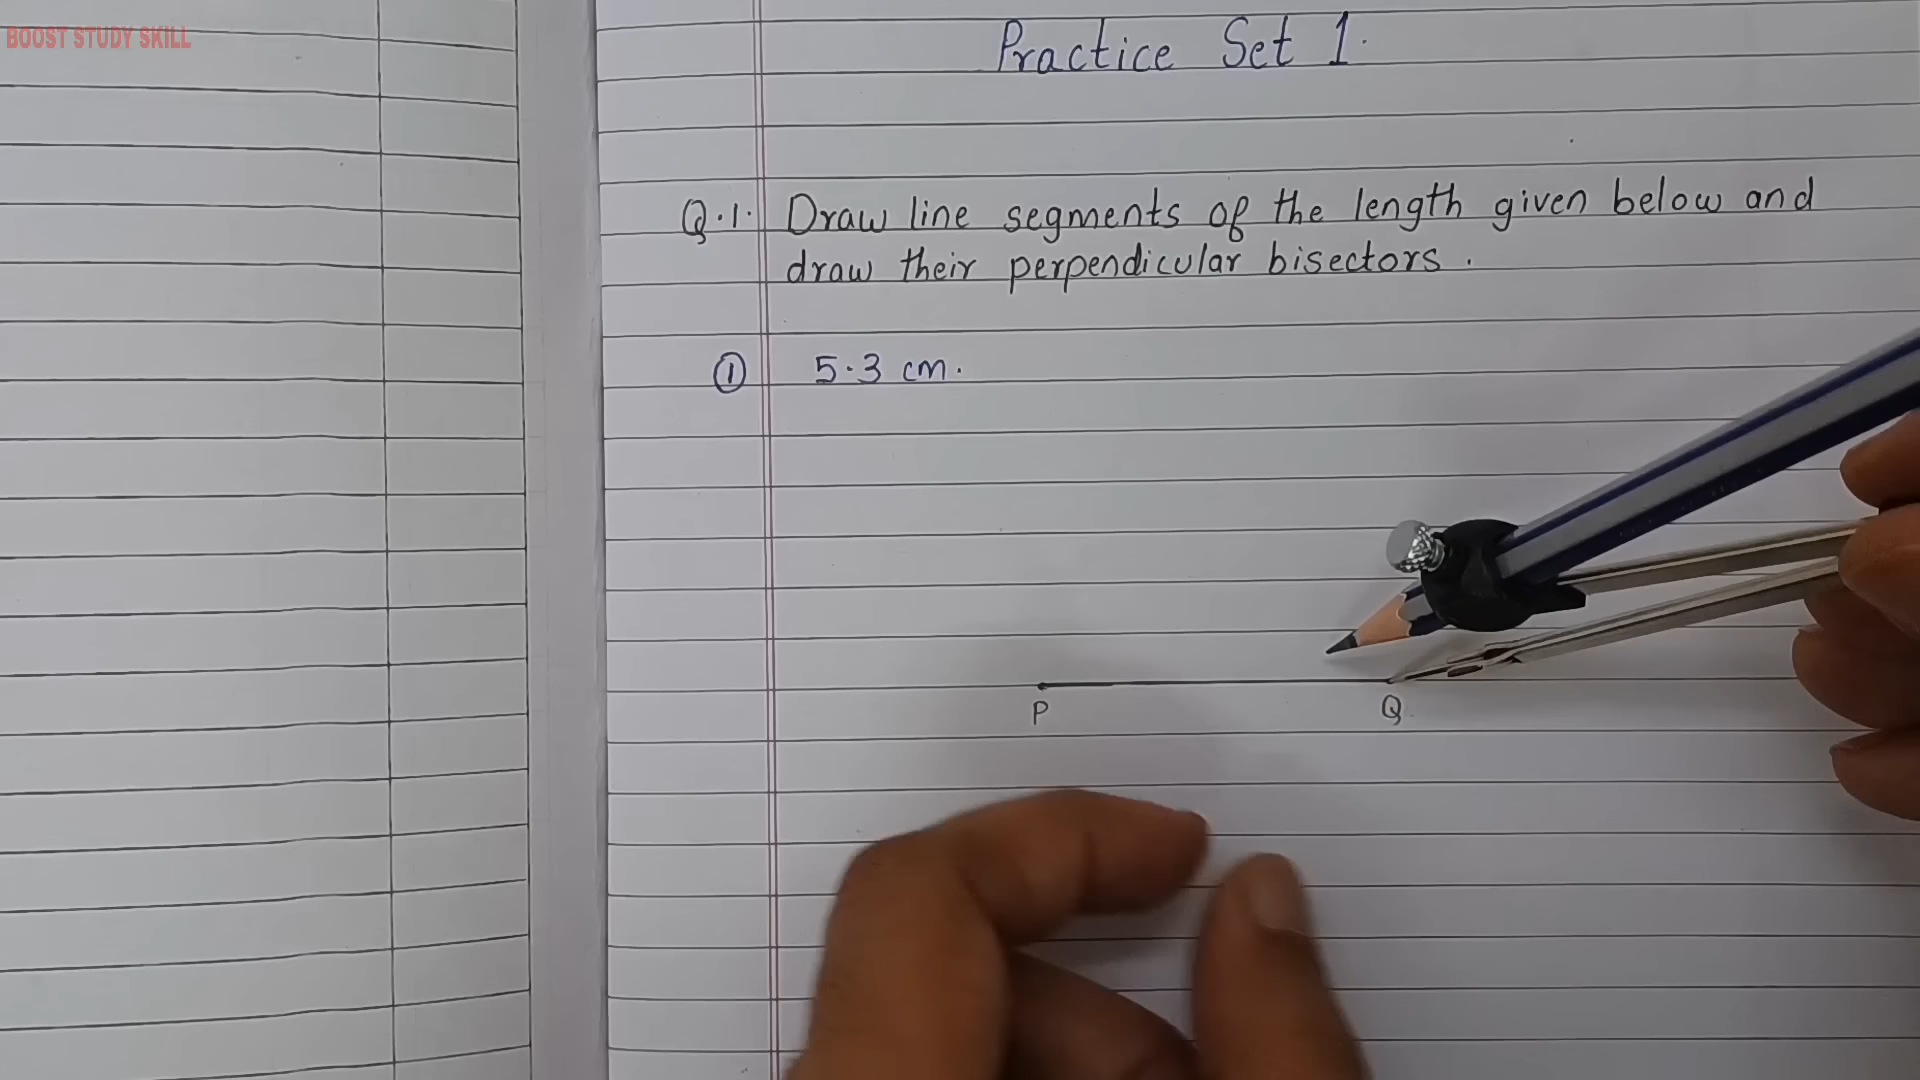 BOOST STUDY SKILL
Practice Set 1.
Q.1. Draw line segments of the length given below and
draw their perpendicular bisectors.
① 5.3 cm.
P Q